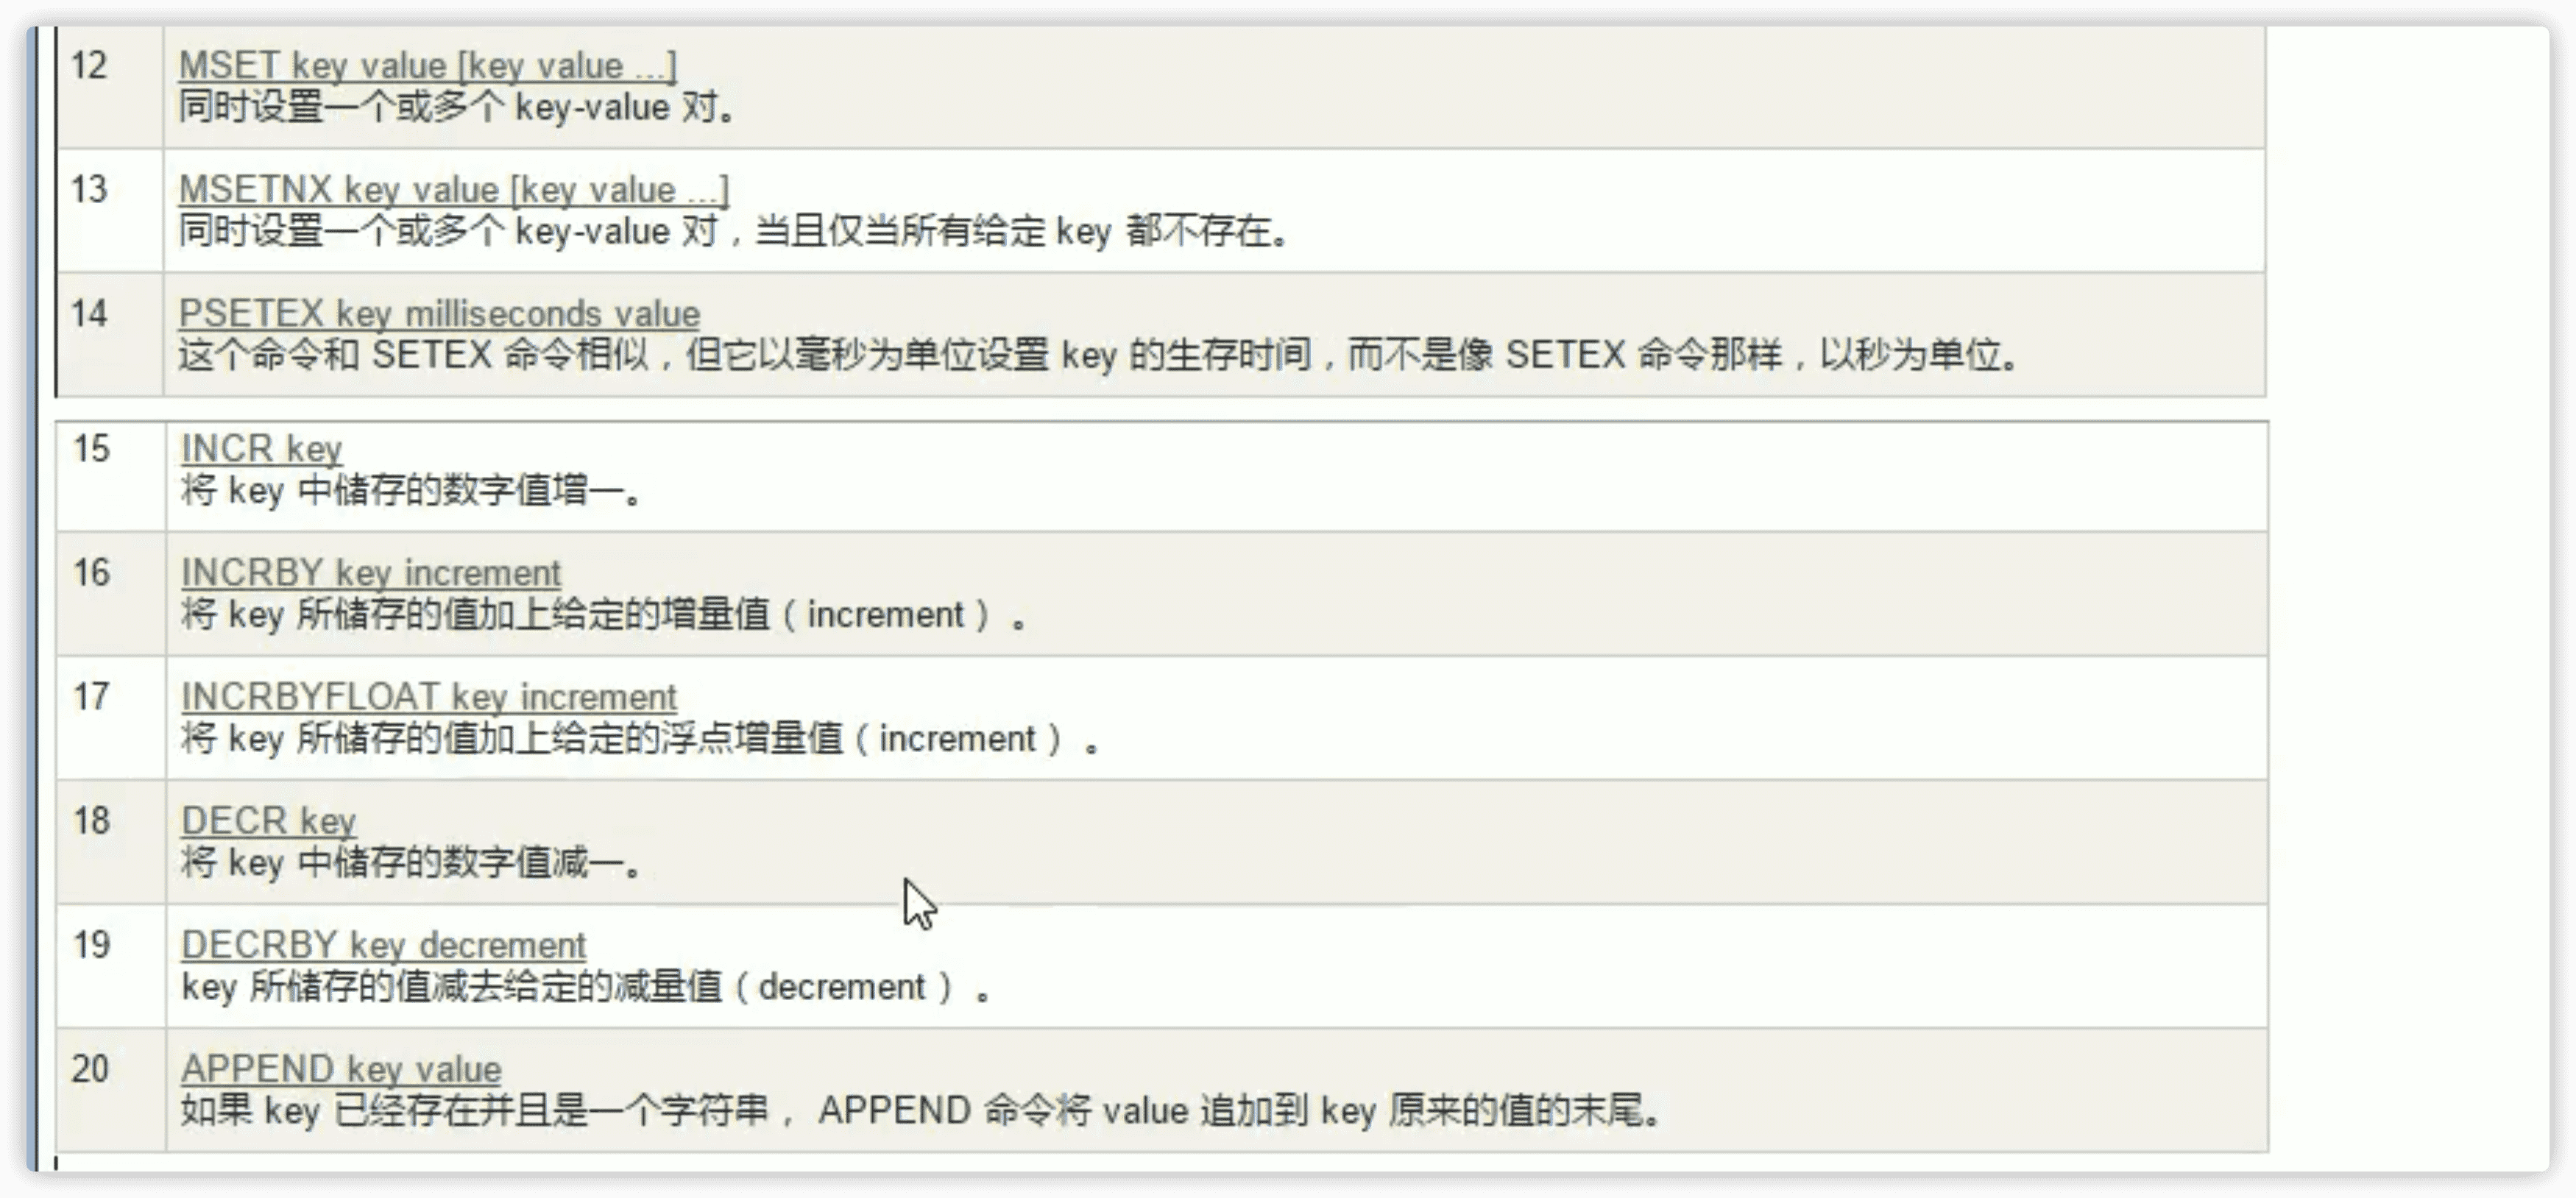 12
MSET key value [key value ...]
同时设置一个或多个 key-value 对。
13
MSETNX key value [key value ...]
同时设置一个或多个 key-value 对，当且仅当所有给定 key 都不存在。
14
PSETEX key milliseconds value
这个命令和 SETEX 命令相似，但它以毫秒为单位设置 key 的生存时间，而不是像 SETEX 命令那样，以秒为单位。
15
INCR key
将 key 中储存的数字值增一。
16
INCRBY key increment
将 key 所储存的值加上给定的增量值（increment） 。
17
INCRBYFLOAT key increment
将 key 所储存的值加上给定的浮点增量值（increment） 。
18
DECR key
将 key 中储存的数字值减一。
19
DECRBY key decrement
key 所储存的值减去给定的减量值（decrement） 。
20
APPEND key value
如果 key 已经存在并且是一个字符串， APPEND 命令将 value 追加到 key 原来的值的末尾。